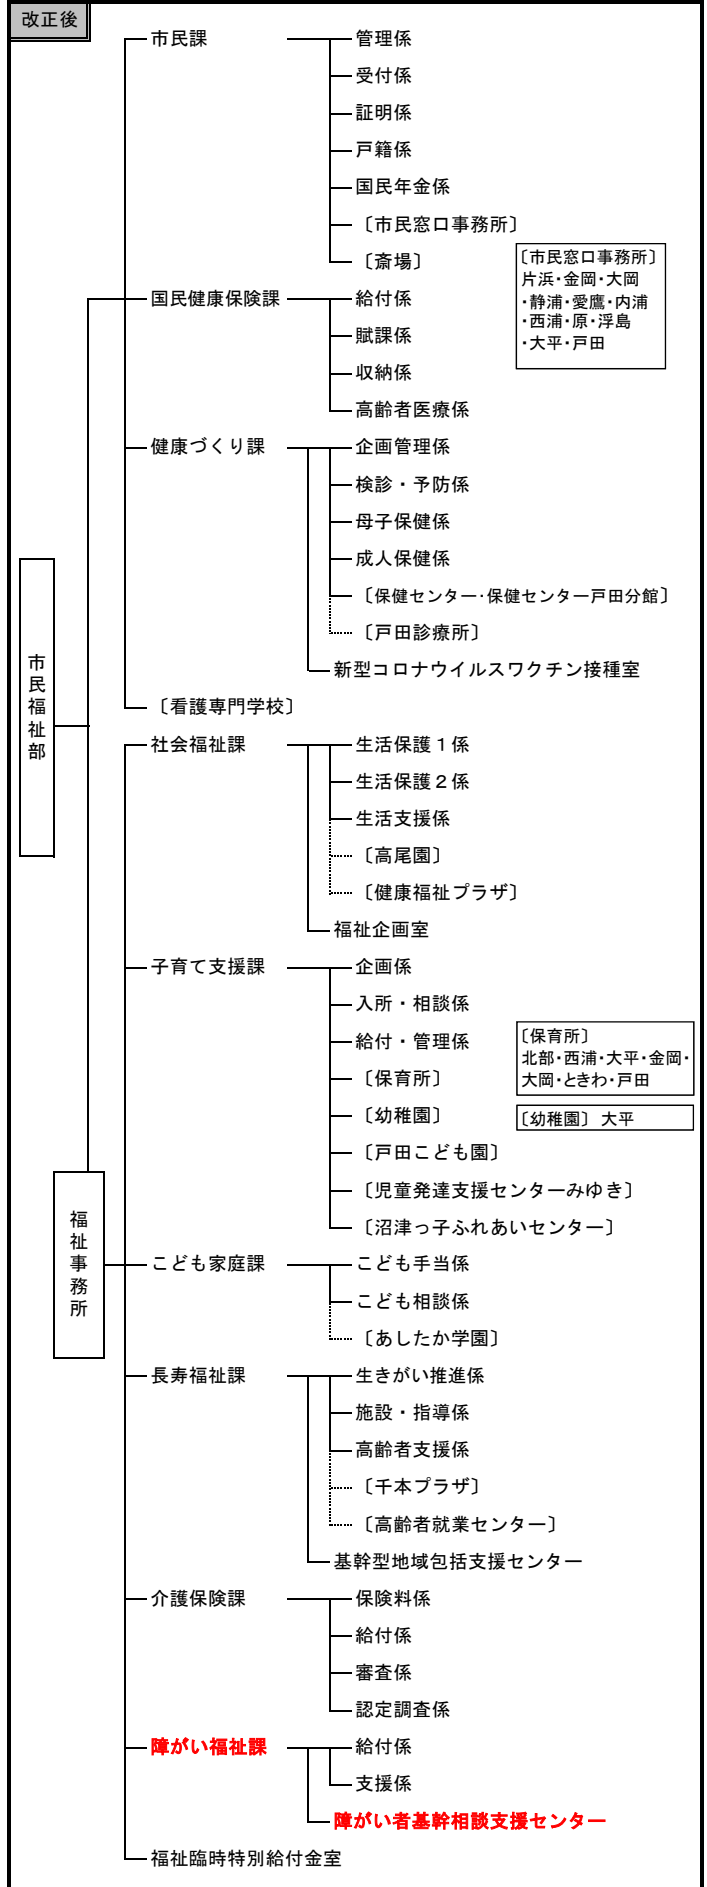 改正後
市民福祉部
福祉事務所
市民課
管理係
受付係
証明係
戸籍係
国民年金係
〔市民窓口事務所〕
〔斎場〕
〔市民窓口事務所〕
片浜・金岡・大岡
・静浦・愛鷹・内浦
・西浦・原・浮島
・大平・戸田
国民健康保険課
給付係
賦課係
収納係
高齢者医療係
健康づくり課
企画管理係
検診・予防係
母子保健係
成人保健係
〔保健センター・保健センター戸田分館〕
〔戸田診療所〕
新型コロナウイルスワクチン接種室
〔看護専門学校〕
社会福祉課
生活保護１係
生活保護２係
生活支援係
〔高尾園〕
〔健康福祉プラザ〕
福祉企画室
子育て支援課
企画係
入所・相談係
給付・管理係
〔保育所〕
〔幼稚園〕
〔戸田こども園〕
〔児童発達支援センターみゆき〕
〔沼津っ子ふれあいセンター〕
〔保育所〕
北部・西浦・大平・金岡・
大岡・ときわ・戸田
〔幼稚園〕 大平
こども家庭課
こども手当係
こども相談係
〔あしたか学園〕
長寿福祉課
生きがい推進係
施設・指導係
高齢者支援係
〔千本プラザ〕
〔高齢者就業センター〕
基幹型地域包括支援センター
介護保険課
保険料係
給付係
審査係
認定調査係
障がい福祉課
給付係
支援係
障がい者基幹相談支援センター
福祉臨時特別給付金室